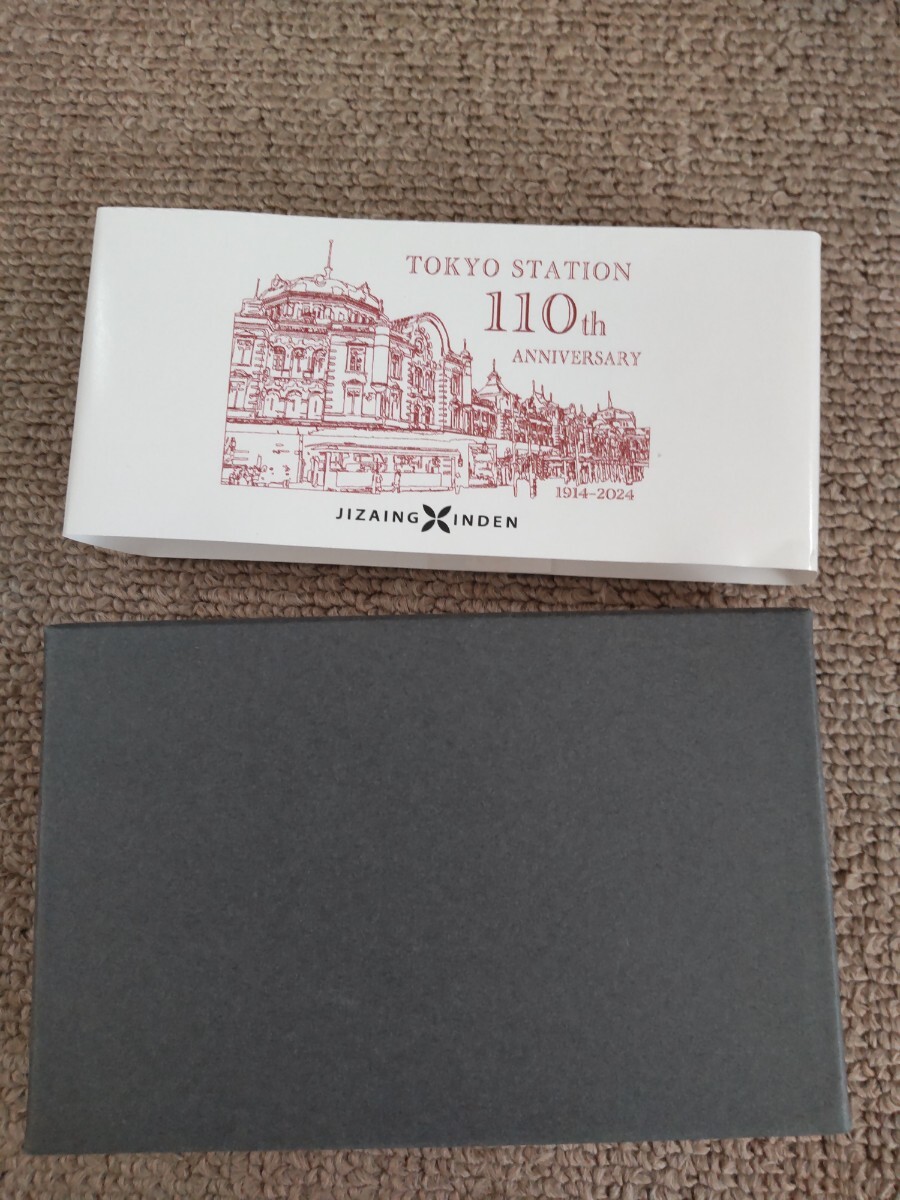 TOKYO STATION
110th
ANNIVERSARY
1914-2024
JIZAING INDEN